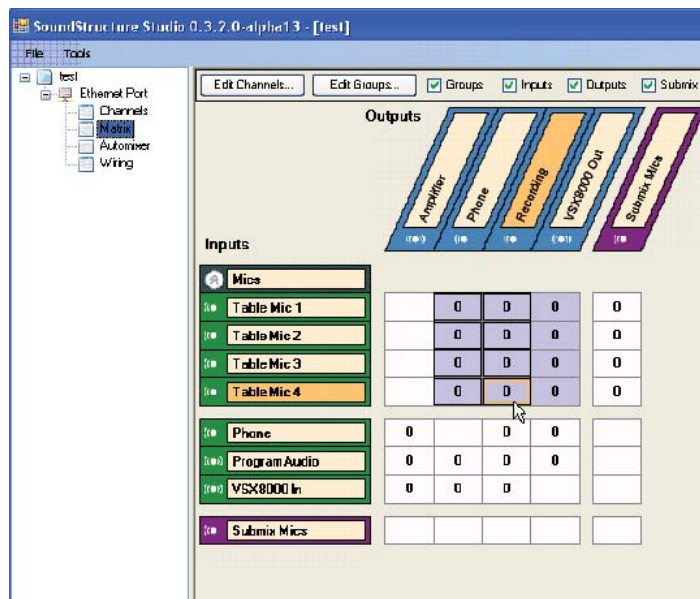 SoundStructure Studio 0.3.2.0-alpha13 - [test]
File Tools
test
Ethernet Port
Channels
Matrix
Automixer
Wiring
Edit Channels... Edit Groups... Groups Inputs Outputs Submix
Outputs
Amplifier
Phone
Recording
VSX8000 Out
Submix Mics
Inputs
Mics
Table Mic 1 0 0 0 0
Table Mic 2 0 0 0 0
Table Mic 3 0 0 0 0
Table Mic 4 0 0 0 0
Phone 0 0 0
Program Audio 0 0 0 0
VSX8000 In 0 0 0
Submix Mics